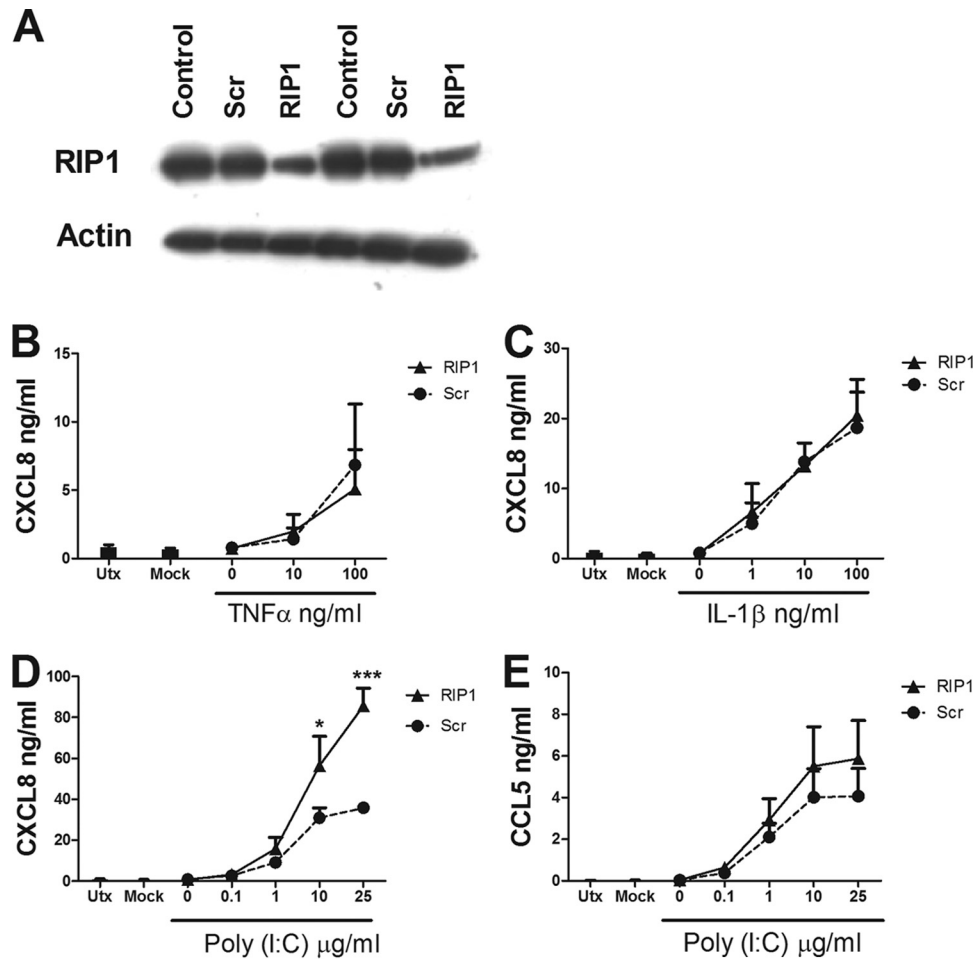 A
Control Scr RIP1 Control Scr RIP1
RIP1
Actin
B
CXCL8 ng/ml
15
10
5
0
Utx Mock 0 10 100
TNFα ng/ml
RIP1
Scr
C
CXCL8 ng/ml
30
20
10
0
Utx Mock 0 1 10 100
IL-1β ng/ml
RIP1
Scr
D
CXCL8 ng/ml
100
80
60
40
20
0
* ***
Utx Mock 0 0.1 1 10 25
Poly (I:C) μg/ml
RIP1
Scr
E
CCL5 ng/ml
10
8
6
4
2
0
Utx Mock 0 0.1 1 10 25
Poly (I:C) μg/ml
RIP1
Scr